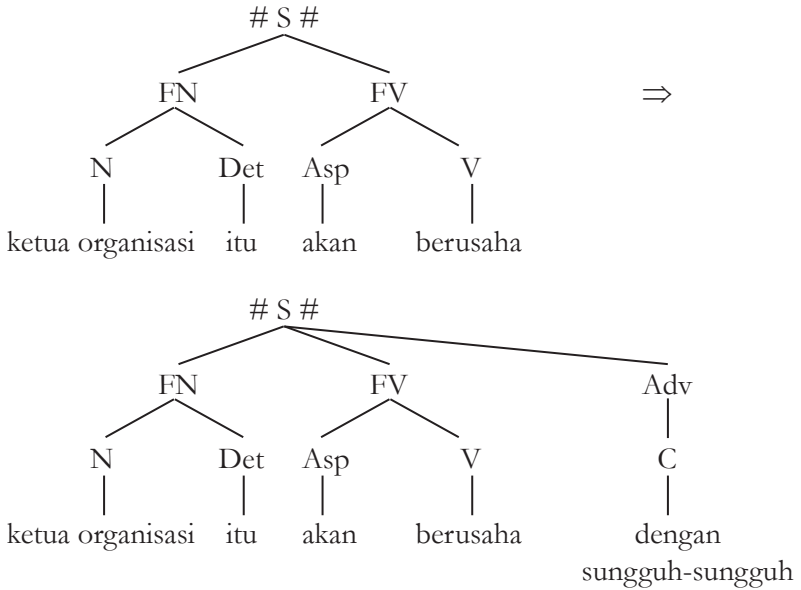 # S #
FN FV ⇒
N Det Asp V
ketua organisasi itu akan berusaha
# S #
FN FV Adv
N Det Asp V C
ketua organisasi itu akan berusaha dengan
sungguh-sungguh